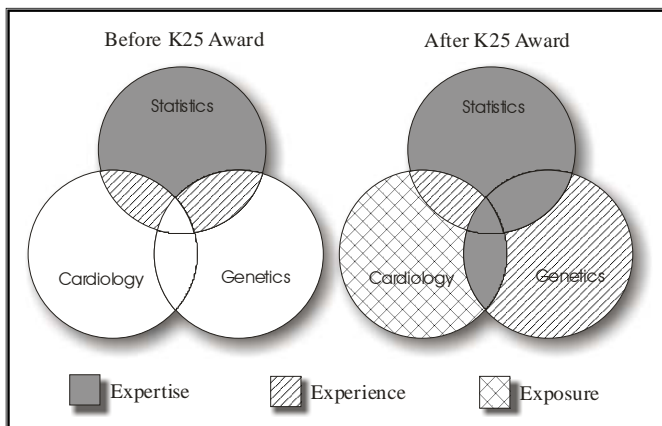 Before K25 Award
After K25 Award
Statistics
Statistics
Cardiology
Genetics
Cardiology
Genetics
Expertise
Experience
Exposure